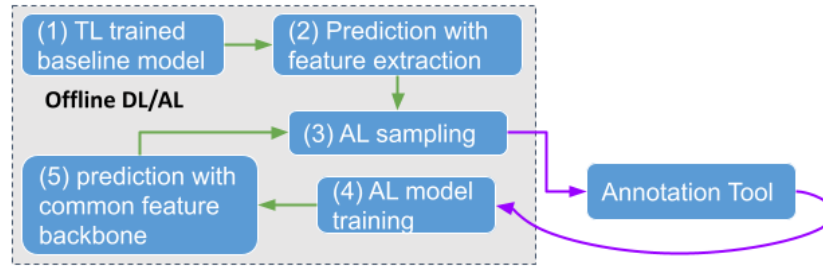 (1) TL trained
baseline model
(2) Prediction with
feature extraction
Offline DL/AL
(3) AL sampling
(5) prediction with
common feature
backbone
(4) AL model
training
Annotation Tool